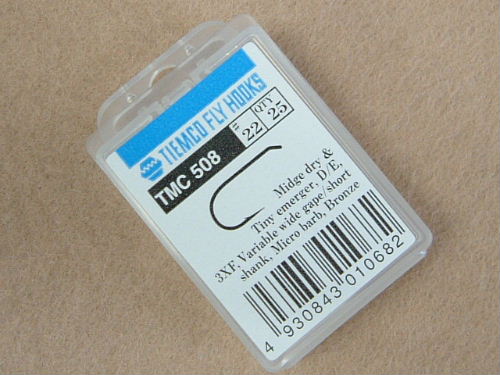 TIEMCO FLY HOOKS
TMC 508
22
QTY
25
Midge dry &
Tiny emerger, D/E,
3XF, Variable wide gape/short
shank, Micro barb, Bronze
4 930843 010682